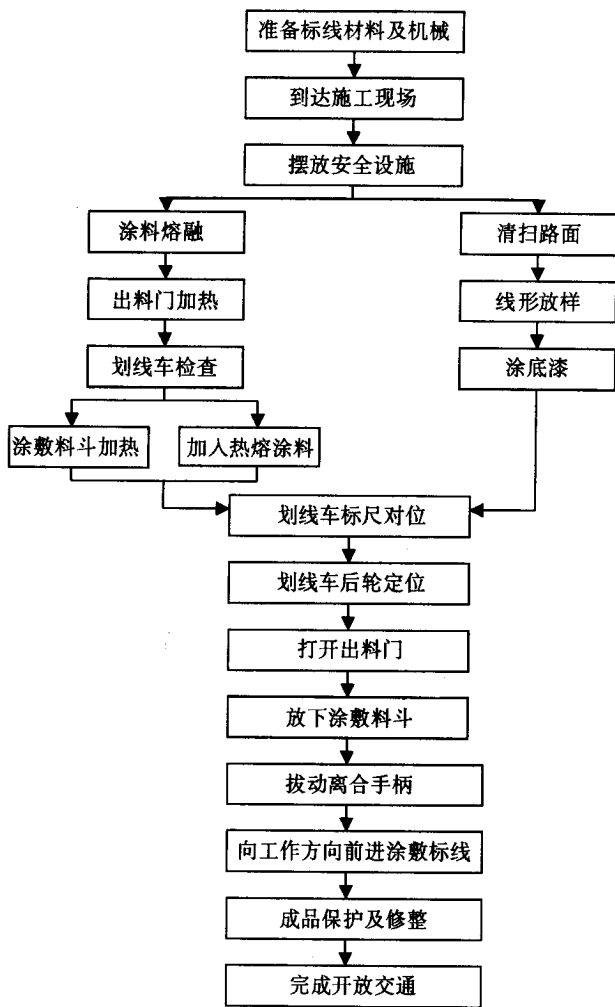 准备标线材料及机械
到达施工现场
摆放安全设施
涂料熔融
清扫路面
出料门加热
线形放样
划线车检查
涂底漆
涂敷料斗加热
加入热熔涂料
划线车标尺对位
划线车后轮定位
打开出料门
放下涂敷料斗
拔动离合手柄
向工作方向前进涂敷标线
成品保护及修整
完成开放交通